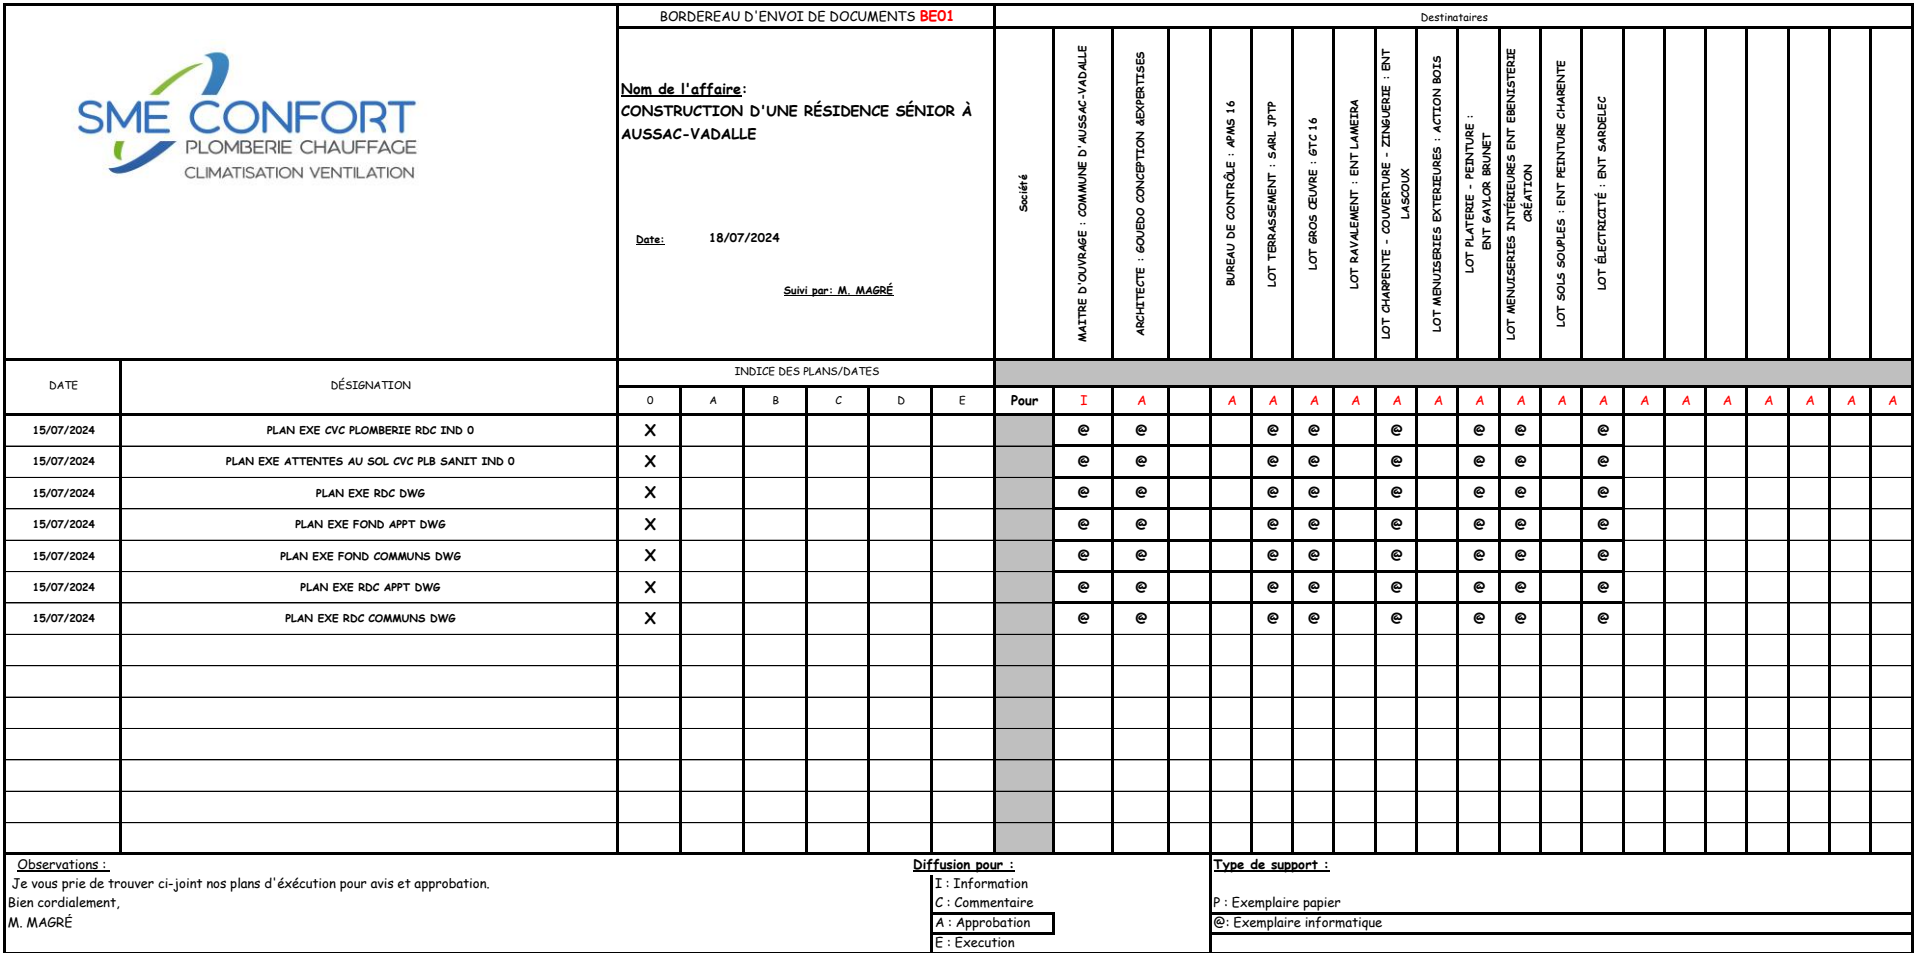 SME CONFORT
PLOMBERIE CHAUFFAGE
CLIMATISATION VENTILATION
BORDEREAU D'ENVOI DE DOCUMENTS BE01
Nom de l'affaire:
CONSTRUCTION D'UNE RÉSIDENCE SÉNIOR À
AUSSAC-VADALLE
Date: 18/07/2024
Suivi par: M. MAGRÉ
Destinataires
Société
MAITRE D'OUVRAGE : COMMUNE D'AUSSAC-VADALLE
ARCHITECTE : GOUEDO CONCEPTION &EXPERTISES
BUREAU DE CONTRÔLE : APMS 16
LOT TERRASSEMENT : SARL JPTP
LOT GROS ŒUVRE : GTC 16
LOT RAVALEMENT : ENT LAMEIRA
LOT CHARPENTE - COUVERTURE - ZINGUERIE : ENT
LASCOUX
LOT MENUISERIES EXTERIEURES : ACTION BOIS
LOT PLATERIE - PEINTURE :
ENT GAYLOR BRUNET
LOT MENUISERIES INTÉRIEURES ENT EBENISTERIE
CRÉATION
LOT SOLS SOUPLES : ENT PEINTURE CHARENTE
LOT ÉLECTRICITÉ : ENT SARDELEC
DATE DÉSIGNATION INDICE DES PLANS/DATES
0 A B C D E Pour I A A A A A A A A A A A A A A A A A A
15/07/2024 PLAN EXE CVC PLOMBERIE RDC IND 0 X @ @ @ @ @ @ @ @
15/07/2024 PLAN EXE ATTENTES AU SOL CVC PLB SANIT IND 0 X @ @ @ @ @ @ @ @
15/07/2024 PLAN EXE RDC DWG X @ @ @ @ @ @ @ @
15/07/2024 PLAN EXE FOND APPT DWG X @ @ @ @ @ @ @ @
15/07/2024 PLAN EXE FOND COMMUNS DWG X @ @ @ @ @ @ @ @
15/07/2024 PLAN EXE RDC APPT DWG X @ @ @ @ @ @ @ @
15/07/2024 PLAN EXE RDC COMMUNS DWG X @ @ @ @ @ @ @ @
Observations :
Je vous prie de trouver ci-joint nos plans d'éxécution pour avis et approbation.
Bien cordialement,
M. MAGRÉ
Diffusion pour :
I : Information
C : Commentaire
A : Approbation
E : Execution
Type de support :
P : Exemplaire papier
@: Exemplaire informatique